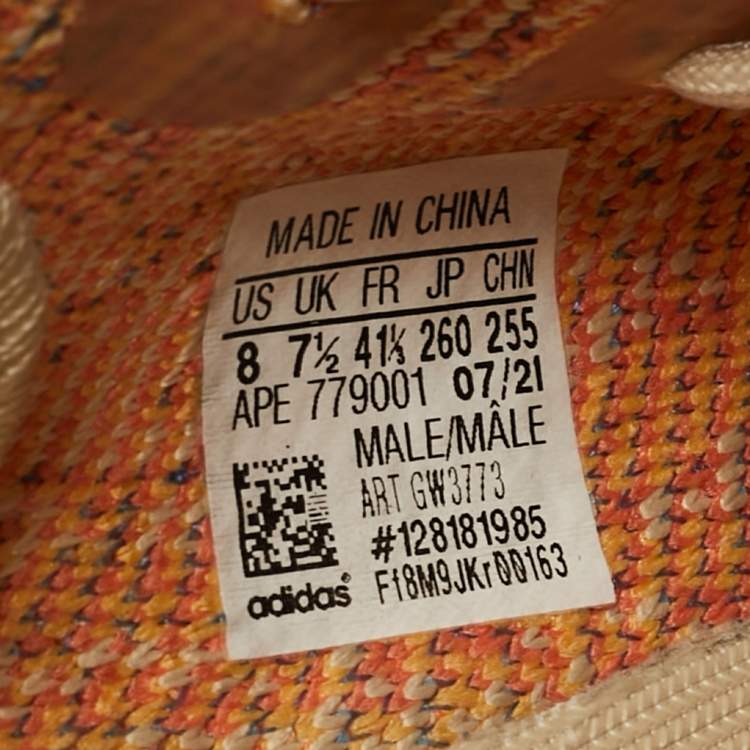 MADE IN CHINA
US UK FR JP CHN
8 7½ 41⅓ 260 255
APE 779001 07/21
MALE/MÂLE
ART GW3773
#128181985
Ff8M9JKr00163
adidas®